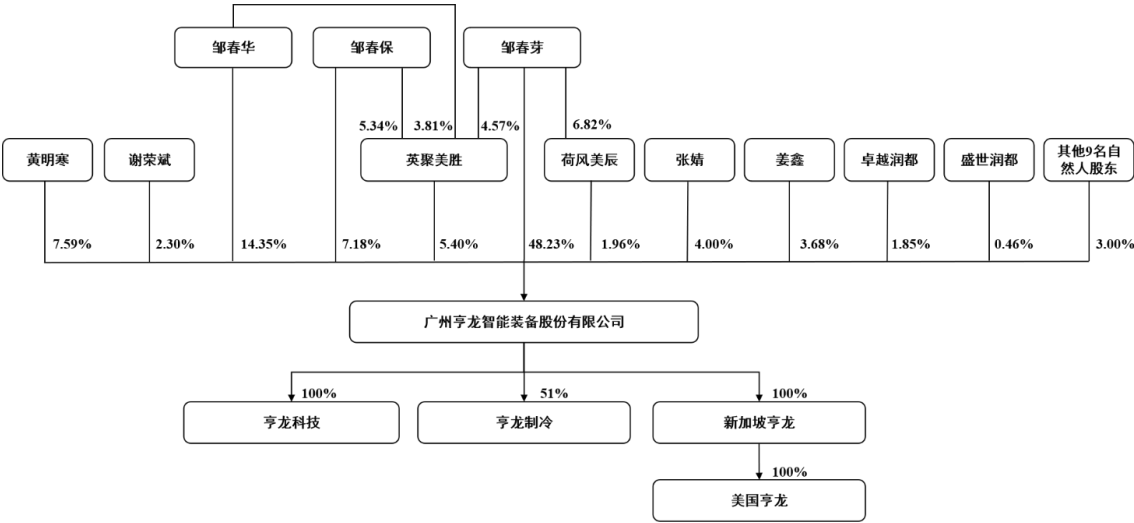 邹春华
邹春保
邹春芽
5.34%
3.81%
4.57%
6.82%
黄明寒
谢荣斌
英聚美胜
荷风美辰
张婧
姜鑫
卓越润都
盛世润都
其他9名自
然人股东
7.59%
2.30%
14.35%
7.18%
5.40%
48.23%
1.96%
4.00%
3.68%
1.85%
0.46%
3.00%
广州亨龙智能装备股份有限公司
100%
51%
100%
亨龙科技
亨龙制冷
新加坡亨龙
100%
美国亨龙